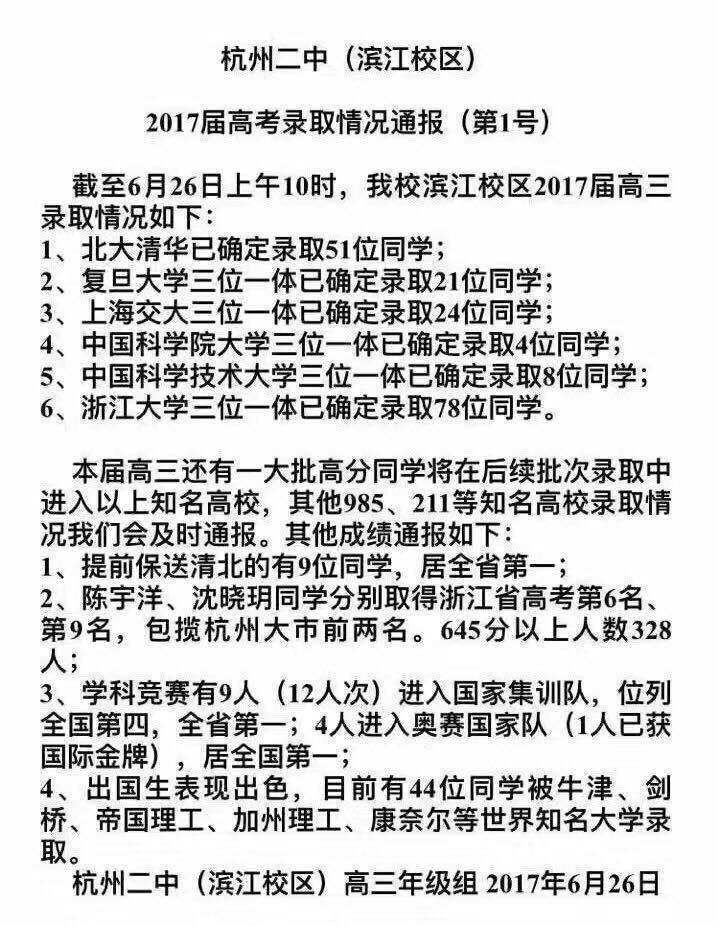 杭州二中（滨江校区）
2017届高考录取情况通报（第1号）
截至6月26日上午10时，我校滨江校区2017届高三
录取情况如下：
1、北大清华已确定录取51位同学；
2、复旦大学三位一体已确定录取21位同学；
3、上海交大三位一体已确定录取24位同学；
4、中国科学院大学三位一体已确定录取4位同学；
5、中国科学技术大学三位一体已确定录取8位同学；
6、浙江大学三位一体已确定录取78位同学。
本届高三还有一大批高分同学将在后续批次录取中
进入以上知名高校，其他985、211等知名高校录取情
况我们会及时通报。其他成绩通报如下：
1、提前保送清北的有9位同学，居全省第一；
2、陈宇洋、沈晓玥同学分别取得浙江省高考第6名、
第9名，包揽杭州大市前两名。645分以上人数328
人；
3、学科竞赛有9人（12人次）进入国家集训队，位列
全国第四，全省第一；4人进入奥赛国家队（1人已获
国际金牌），居全国第一；
4、出国生表现出色，目前有44位同学被牛津、剑
桥、帝国理工、加州理工、康奈尔等世界知名大学录
取。
杭州二中（滨江校区）高三年级组 2017年6月26日